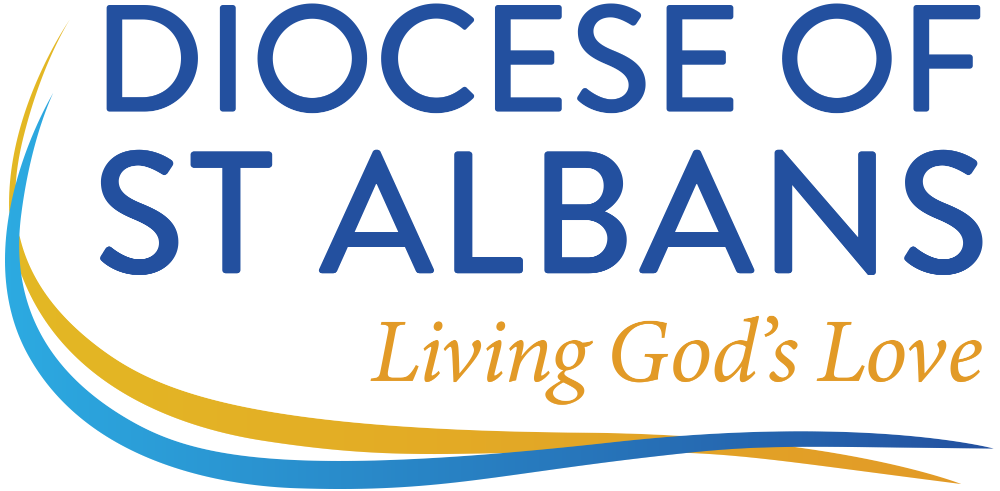 DIOCESE OF
ST ALBANS
Living God’s Love